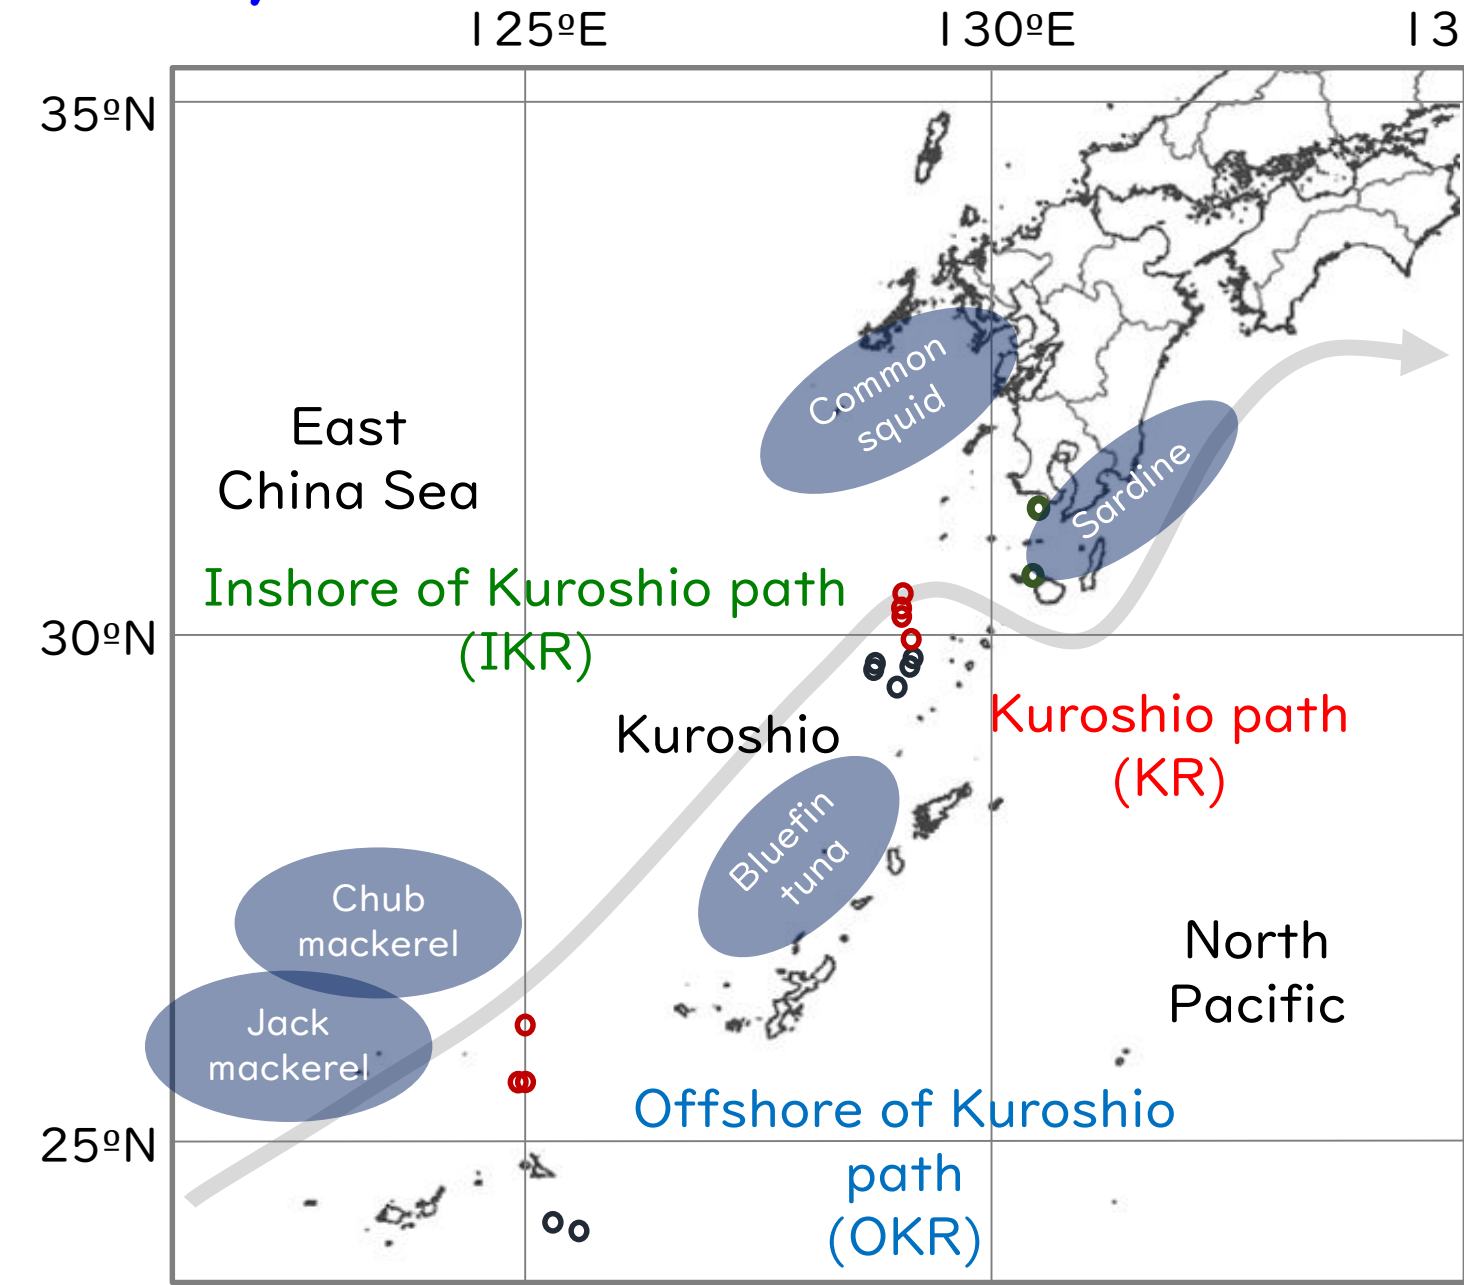 125ºE
130ºE
13
35ºN
Common
squid
East
China Sea
Sardine
Inshore of Kuroshio path
(IKR)
30ºN
Kuroshio
Kuroshio path
(KR)
Bluefin
tuna
Chub
mackerel
North
Pacific
Jack
mackerel
Offshore of Kuroshio
path
(OKR)
25ºN